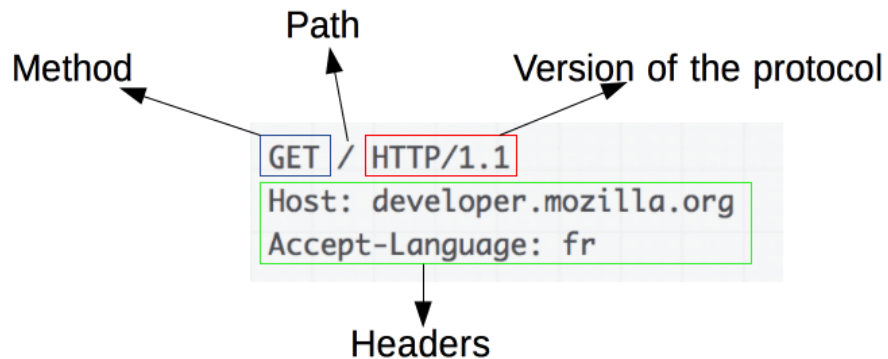 Path
Method
Version of the protocol
GET / HTTP/1.1
Host: developer.mozilla.org
Accept-Language: fr
Headers